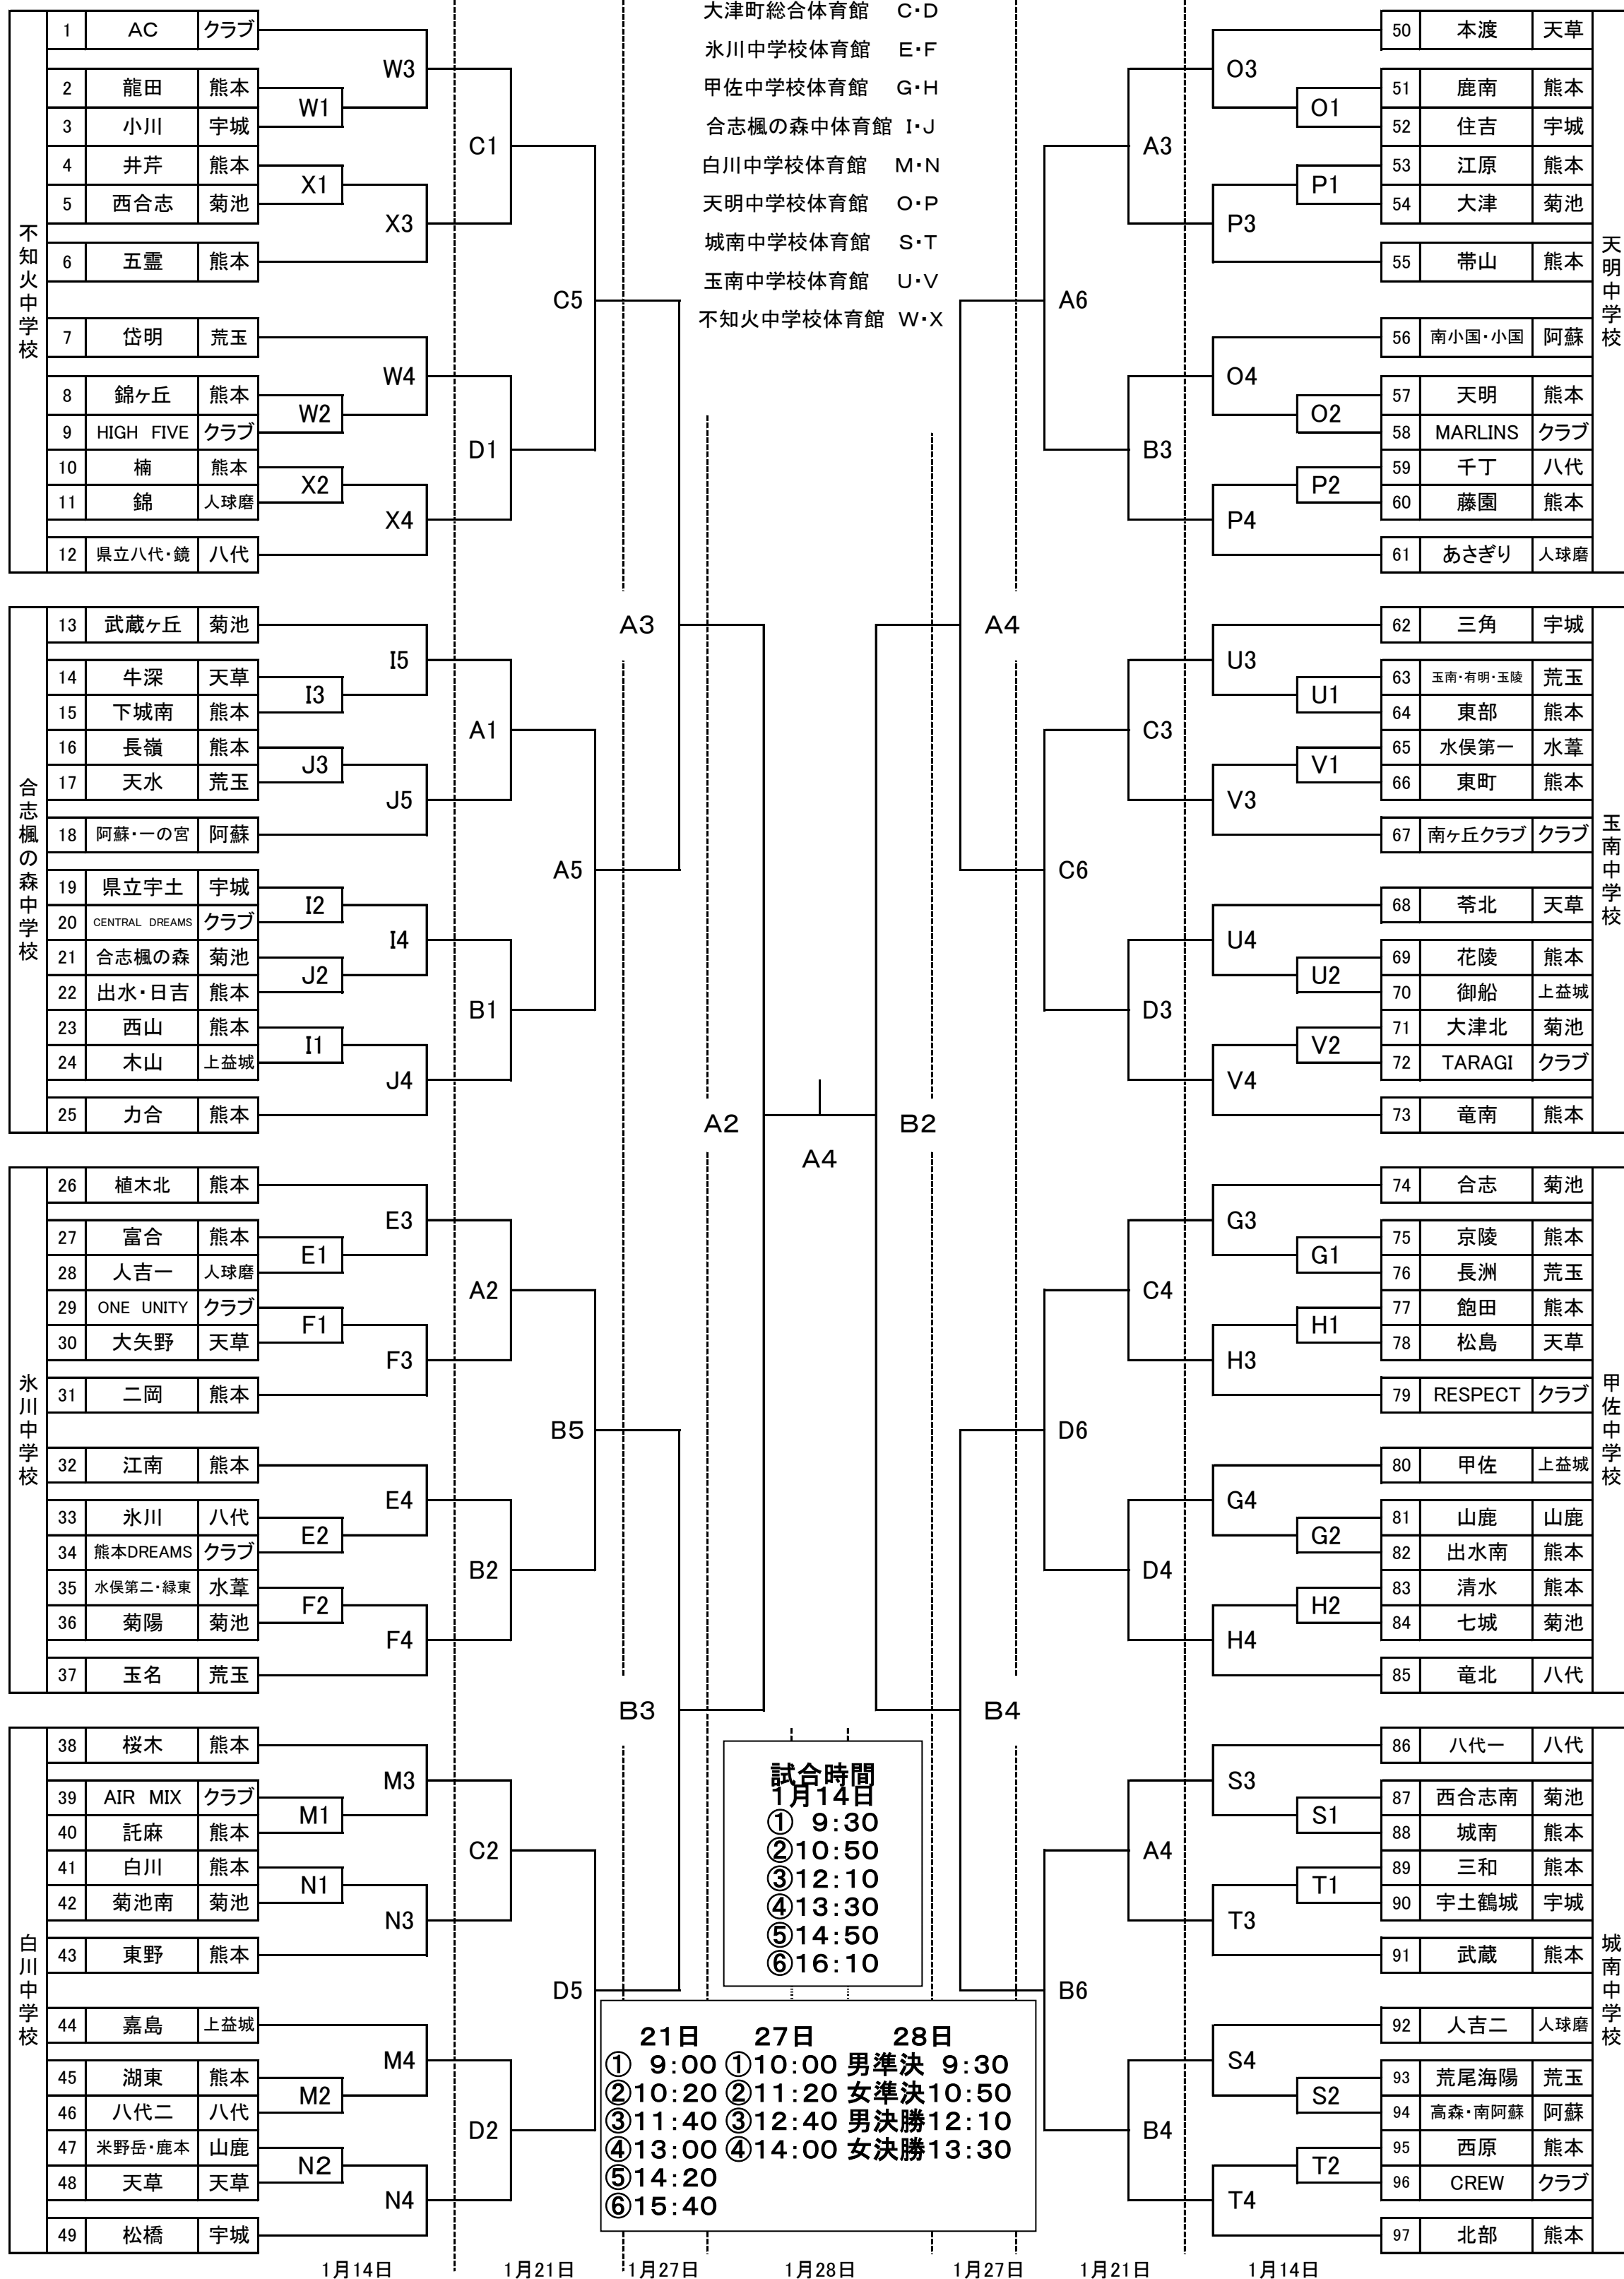 大津町総合体育館 C・D
氷川中学校体育館 E・F
甲佐中学校体育館 G・H
合志楓の森中体育館 I・J
白川中学校体育館 M・N
天明中学校体育館 O・P
城南中学校体育館 S・T
玉南中学校体育館 U・V
不知火中学校体育館 W・X
不知火中学校
1 AC クラブ
2 龍田 熊本
3 小川 宇城
4 井芹 熊本
5 西合志 菊池
6 五霊 熊本
7 岱明 荒玉
8 錦ヶ丘 熊本
9 HIGH FIVE クラブ
10 楠 熊本
11 錦 人球磨
12 県立八代・鏡 八代
W1
X1
W2
X2
W3
X3
W4
X4
C1
D1
C5
合志楓の森中学校
13 武蔵ヶ丘 菊池
14 牛深 天草
15 下城南 熊本
16 長嶺 熊本
17 天水 荒玉
18 阿蘇・一の宮 阿蘇
19 県立宇土 宇城
20 CENTRAL DREAMS クラブ
21 合志楓の森 菊池
22 出水・日吉 熊本
23 西山 熊本
24 木山 上益城
25 力合 熊本
I3
J3
I2
J2
I1
I5
J5
I4
J4
A1
B1
A5
A3
氷川中学校
26 植木北 熊本
27 富合 熊本
28 人吉一 人球磨
29 ONE UNITY クラブ
30 大矢野 天草
31 二岡 熊本
32 江南 熊本
33 氷川 八代
34 熊本DREAMS クラブ
35 水俣第二・緑東 水葦
36 菊陽 菊池
37 玉名 荒玉
E1
F1
E2
F2
E3
F3
E4
F4
A2
B2
B5
白川中学校
38 桜木 熊本
39 AIR MIX クラブ
40 託麻 熊本
41 白川 熊本
42 菊池南 菊池
43 東野 熊本
44 嘉島 上益城
45 湖東 熊本
46 八代二 八代
47 米野岳・鹿本 山鹿
48 天草 天草
49 松橋 宇城
M1
N1
M2
N2
M3
N3
M4
N4
C2
D2
D5
B3
A2
A4
B2
天明中学校
50 本渡 天草
51 鹿南 熊本
52 住吉 宇城
53 江原 熊本
54 大津 菊池
55 帯山 熊本
56 南小国・小国 阿蘇
57 天明 熊本
58 MARLINS クラブ
59 千丁 八代
60 藤園 熊本
61 あさぎり 人球磨
O1
P1
O2
P2
O3
P3
O4
P4
A3
B3
A6
玉南中学校
62 三角 宇城
63 玉南・有明・玉陵 荒玉
64 東部 熊本
65 水俣第一 水葦
66 東町 熊本
67 南ヶ丘クラブ クラブ
68 苓北 天草
69 花陵 熊本
70 御船 上益城
71 大津北 菊池
72 TARAGI クラブ
73 竜南 熊本
U1
V1
U2
V2
U3
V3
U4
V4
C3
D3
C6
A4
甲佐中学校
74 合志 菊池
75 京陵 熊本
76 長洲 荒玉
77 飽田 熊本
78 松島 天草
79 RESPECT クラブ
80 甲佐 上益城
81 山鹿 山鹿
82 出水南 熊本
83 清水 熊本
84 七城 菊池
85 竜北 八代
G1
H1
G2
H2
G3
H3
G4
H4
C4
D4
D6
城南中学校
86 八代一 八代
87 西合志南 菊池
88 城南 熊本
89 三和 熊本
90 宇土鶴城 宇城
91 武蔵 熊本
92 人吉二 人球磨
93 荒尾海陽 荒玉
94 高森・南阿蘇 阿蘇
95 西原 熊本
96 CREW クラブ
97 北部 熊本
S1
T1
S2
T2
S3
T3
S4
T4
A4
B4
B6
B4
試合時間
1月14日
① 9:30
②10:50
③12:10
④13:30
⑤14:50
⑥16:10
21日 27日 28日
① 9:00 ①10:00 男準決 9:30
②10:20 ②11:20 女準決10:50
③11:40 ③12:40 男決勝12:10
④13:00 ④14:00 女決勝13:30
⑤14:20
⑥15:40
1月14日 1月21日 1月27日 1月28日 1月27日 1月21日 1月14日